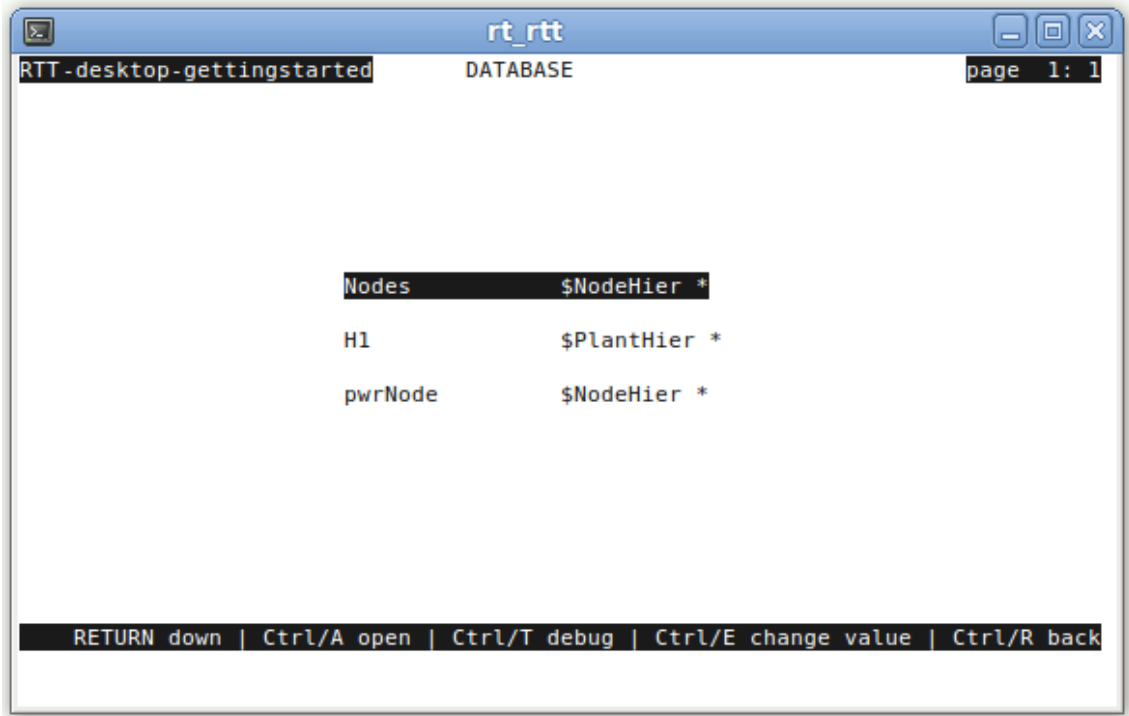 rt_rtt
RTT-desktop-gettingstarted DATABASE page 1: 1
Nodes $NodeHier *
H1 $PlantHier *
pwrNode $NodeHier *
RETURN down | Ctrl/A open | Ctrl/T debug | Ctrl/E change value | Ctrl/R back